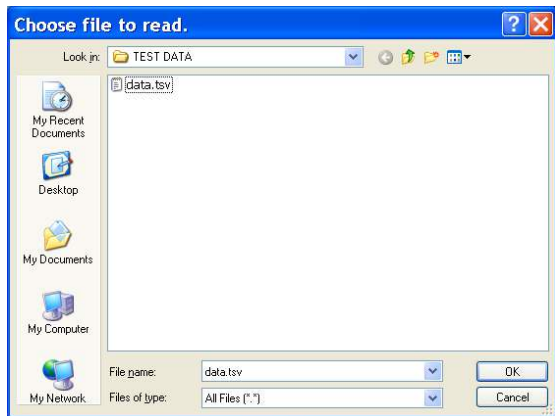 Choose file to read.
Look in:
TEST DATA
data.tsv
My Recent
Documents
Desktop
My Documents
My Computer
My Network
File name:
data.tsv
OK
Files of type:
All Files (*.*)
Cancel